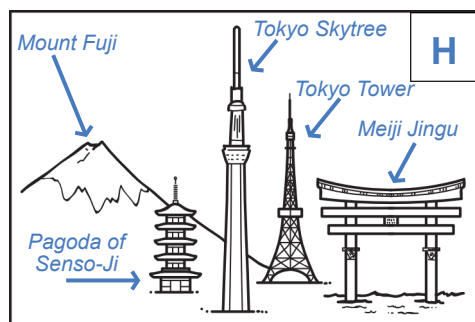 Mount Fuji
Tokyo Skytree
H
Tokyo Tower
Meiji Jingu
Pagoda of
Senso-Ji